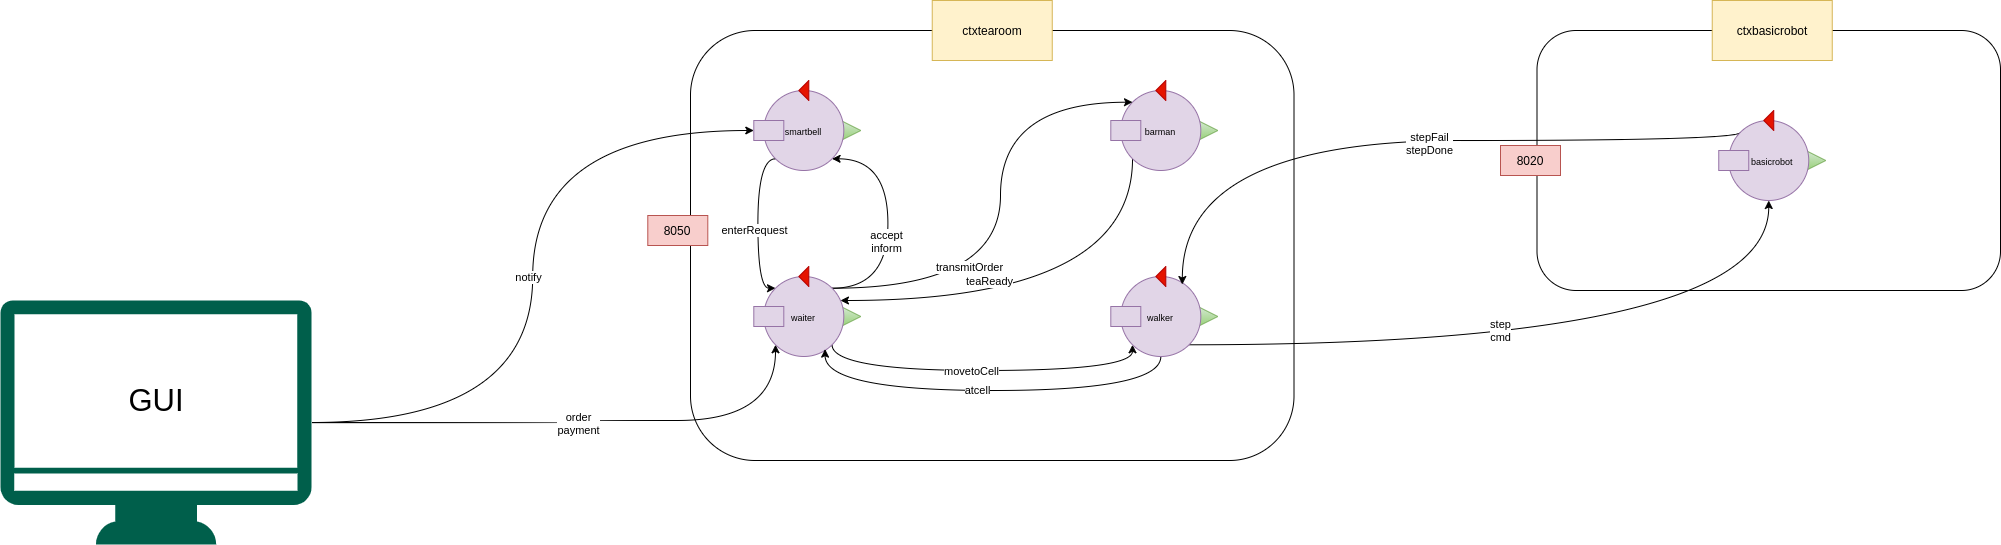 ctxtearoom
ctxbasicrobot
smartbell
barman
stepFail
stepDone
8020
basicrobot
8050
enterRequest
accept
inform
notify
transmitOrder
teaReady
waiter
walker
step
cmd
movetoCell
atcell
GUI
order
payment